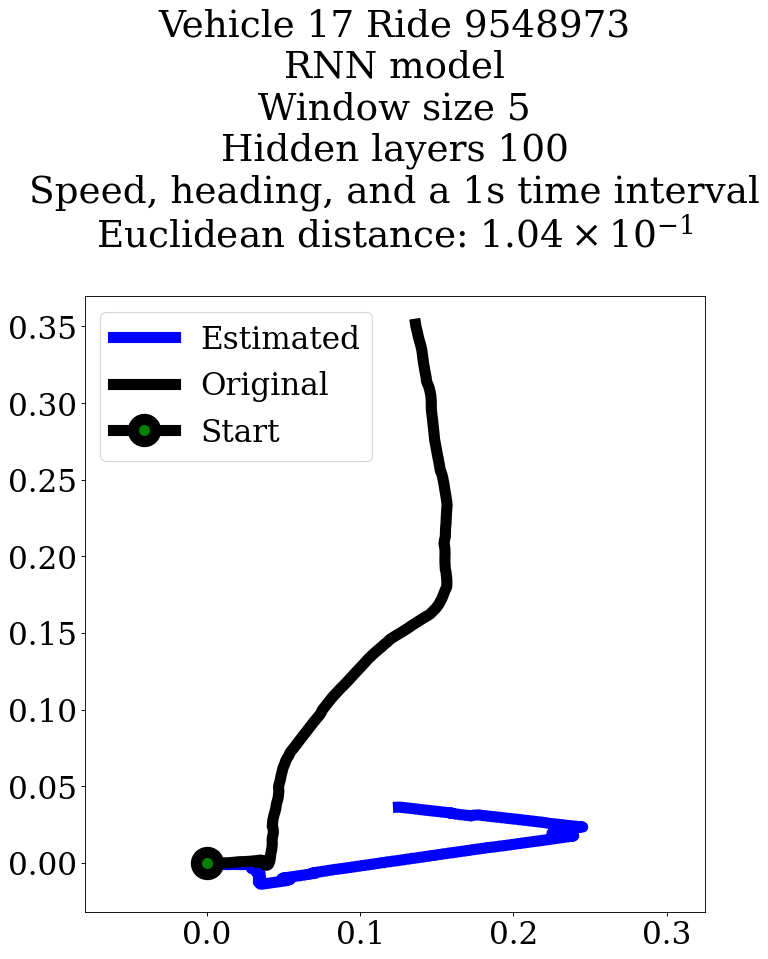 Vehicle 17 Ride 9548973
RNN model
Window size 5
Hidden layers 100
Speed, heading, and a 1s time interval
Euclidean distance: 1.04 × 10⁻¹
Estimated
Original
Start
0.35
0.30
0.25
0.20
0.15
0.10
0.05
0.00
0.0 0.1 0.2 0.3